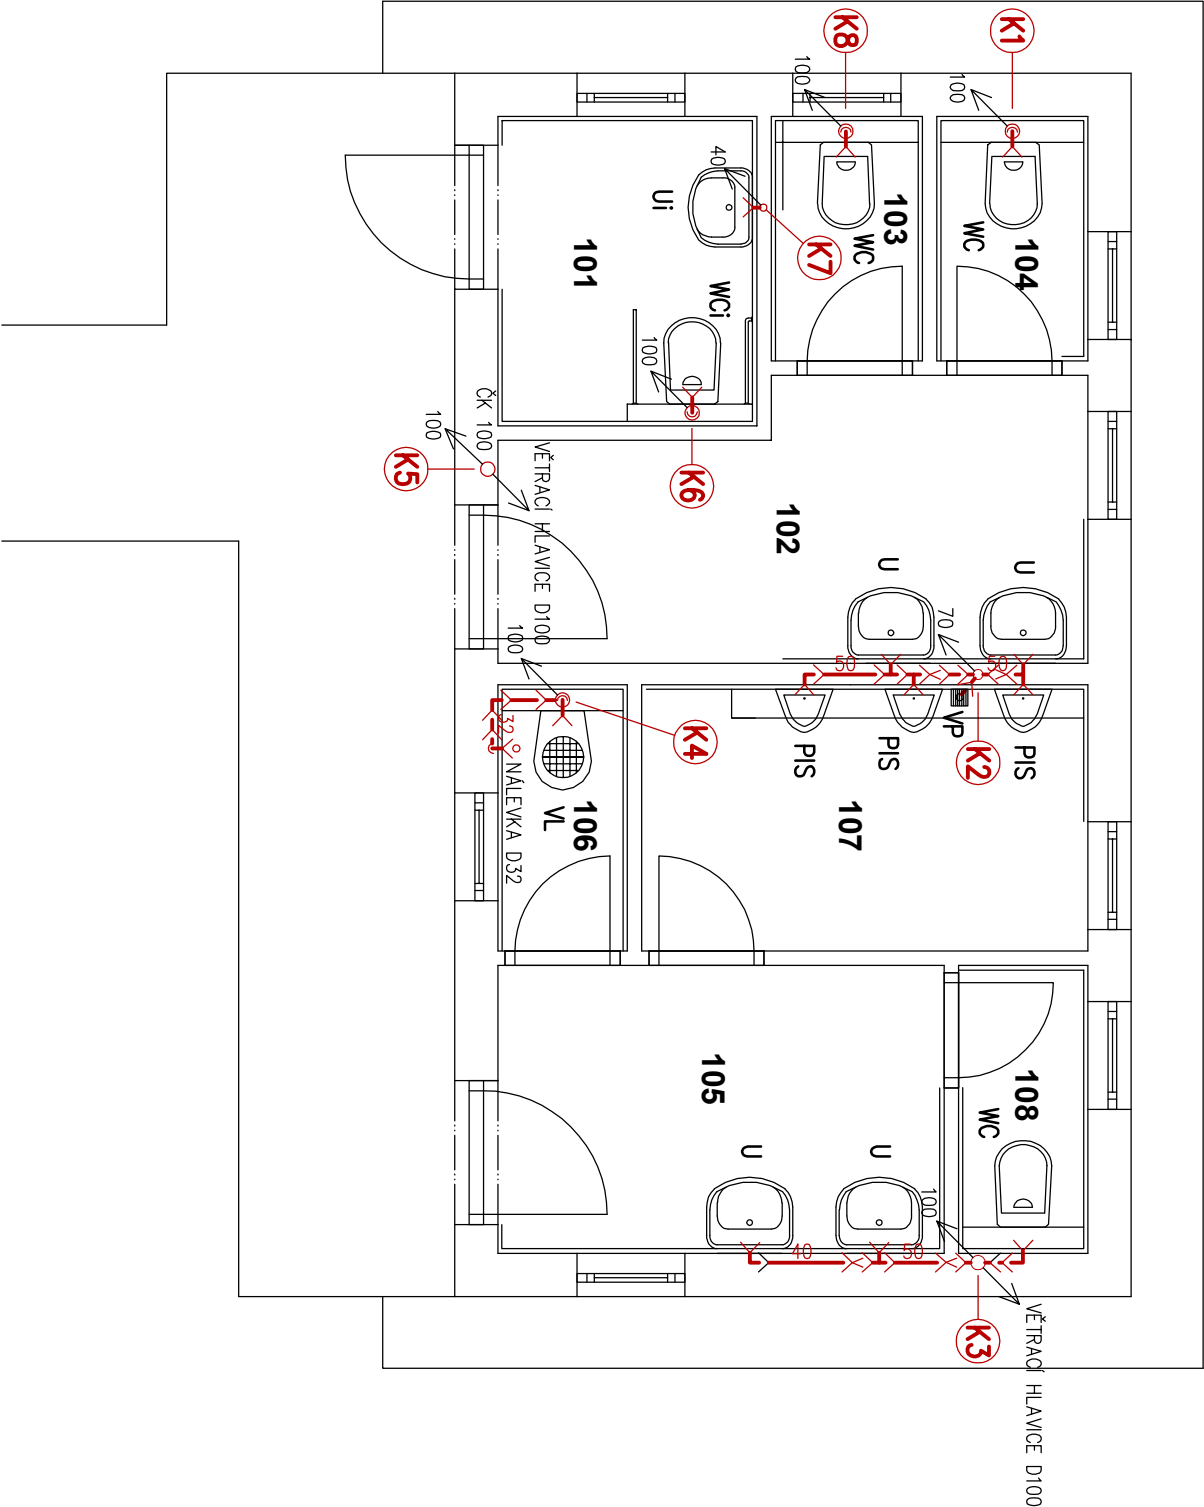 K8
K1
100
100
40
Ui
103
WC
WC
104
K7
101
WCi
100
ČK 100
100
K5
VĚTRACÍ HLAVICE D100
K6
102
U
U
70
100
50
50
32
K4
VP
K2
PIS
PIS
PIS
NÁLEVKA D32
VL
106
107
105
108
WC
U
U
100
40
50
K3
VĚTRACÍ HLAVICE D100